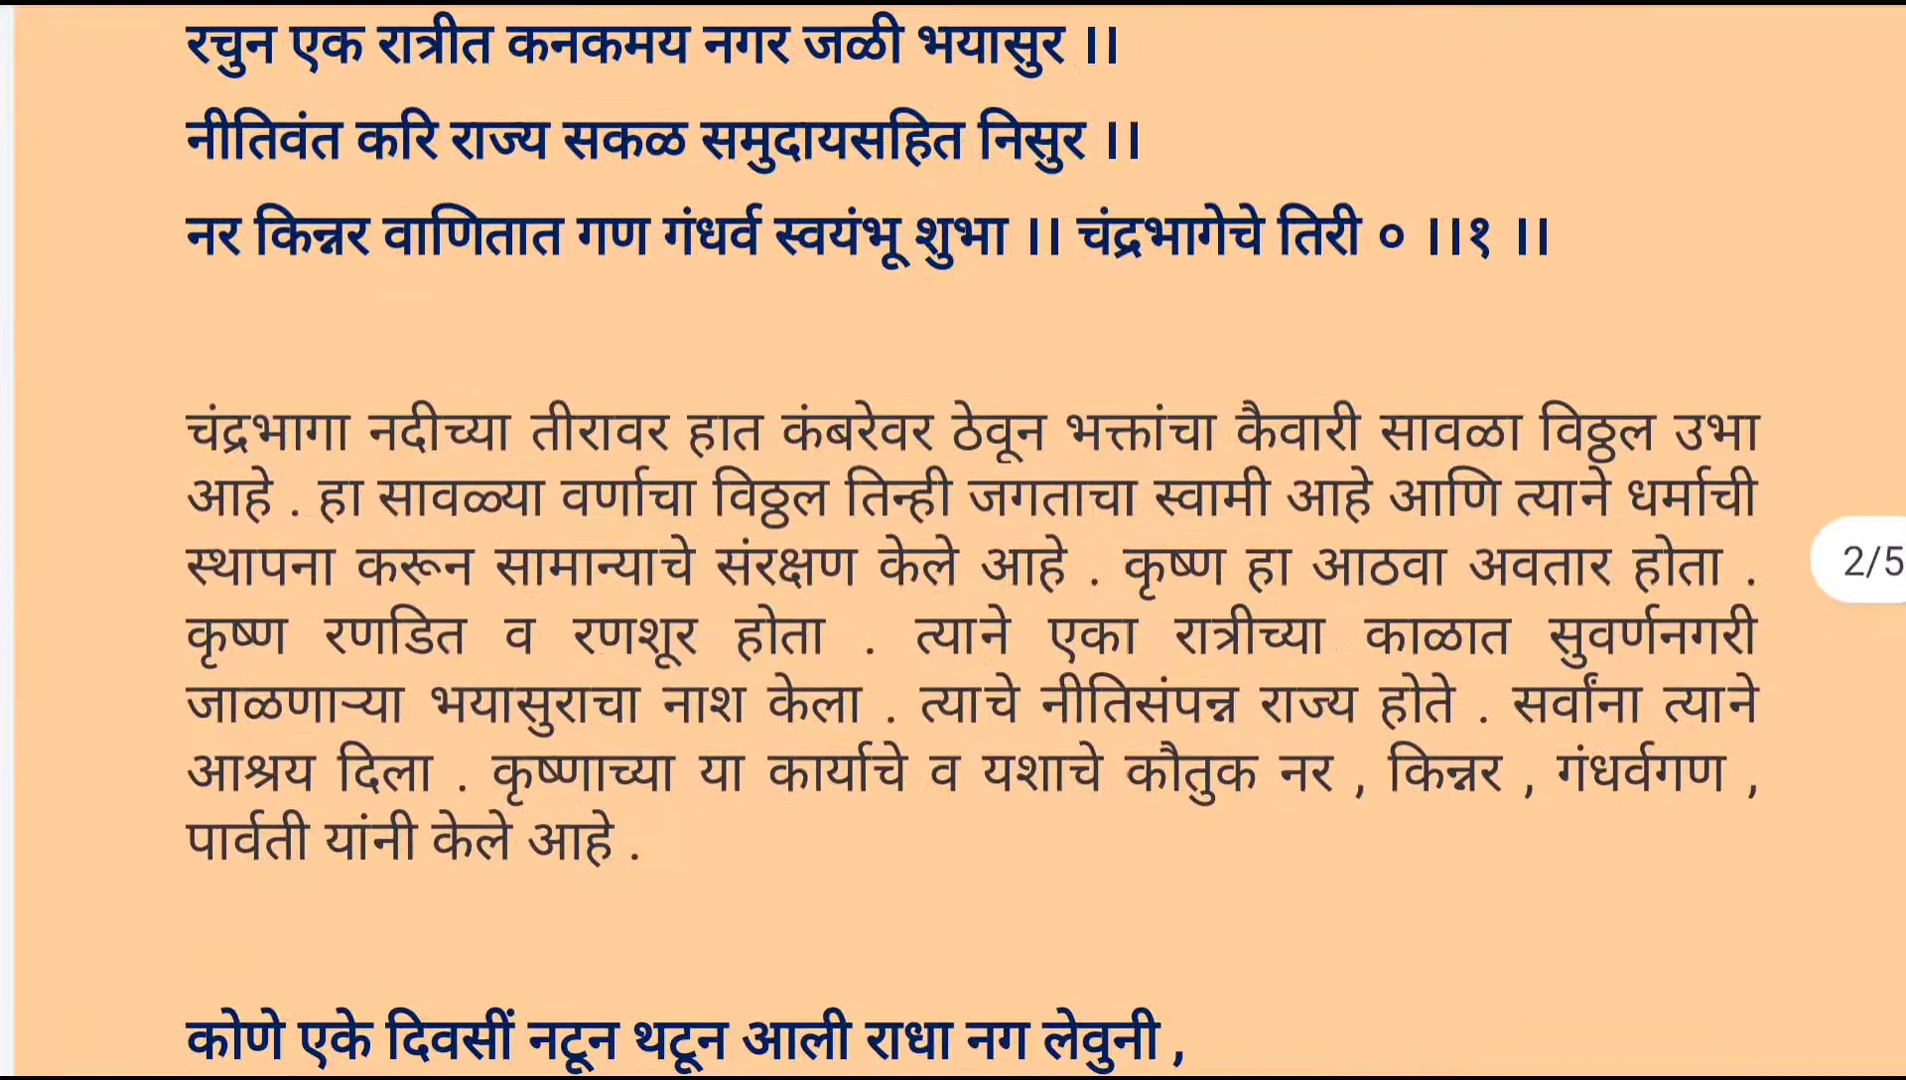 रचुन एक रात्रीत कनकमय नगर जळी भयासुर ।।
नीतिवंत करि राज्य सकळ समुदायसहित निसुर ।।
नर किन्नर वाणितात गण गंधर्व स्वयंभू शुभा ।। चंद्रभागेचे तिरी ० ।।१ ।।
चंद्रभागा नदीच्या तीरावर हात कंबरेवर ठेवून भक्तांचा कैवारी सावळा विठ्ठल उभा
आहे . हा सावळ्या वर्णाचा विठ्ठल तिन्ही जगताचा स्वामी आहे आणि त्याने धर्माची
स्थापना करून सामान्याचे संरक्षण केले आहे . कृष्ण हा आठवा अवतार होता .
कृष्ण रणडित व रणशूर होता . त्याने एका रात्रीच्या काळात सुवर्णनगरी
जाळणाऱ्या भयासुराचा नाश केला . त्याचे नीतिसंपन्न राज्य होते . सर्वांना त्याने
आश्रय दिला . कृष्णाच्या या कार्याचे व यशाचे कौतुक नर , किन्नर , गंधर्वगण ,
पार्वती यांनी केले आहे .
कोणे एके दिवसीं नटून थटून आली राधा नग लेवुनी ,
2/5